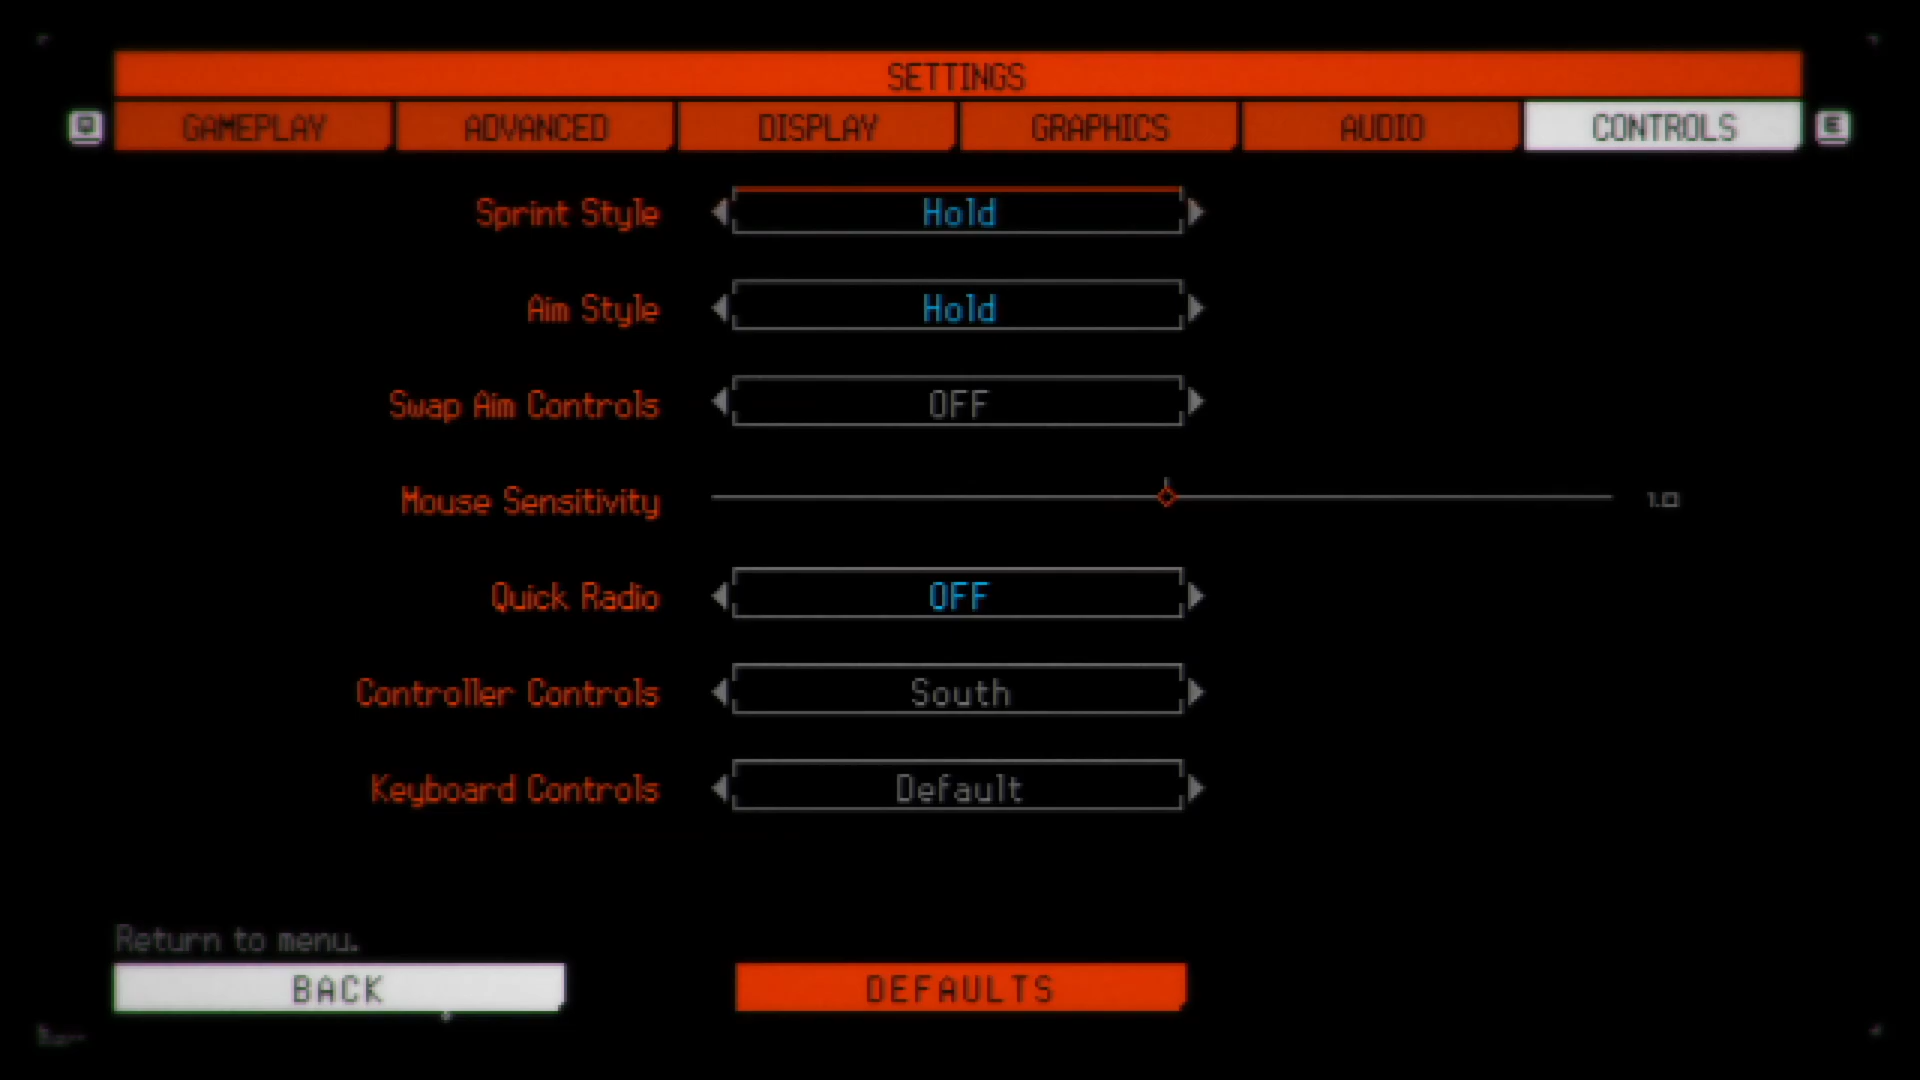 SETTINGS
Q GAMEPLAY ADVANCED DISPLAY GRAPHICS AUDIO CONTROLS E
Sprint Style Hold
Aim Style Hold
Swap Aim Controls OFF
Mouse Sensitivity 1.0
Quick Radio OFF
Controller Controls South
Keyboard Controls Default
Return to menu.
BACK DEFAULTS